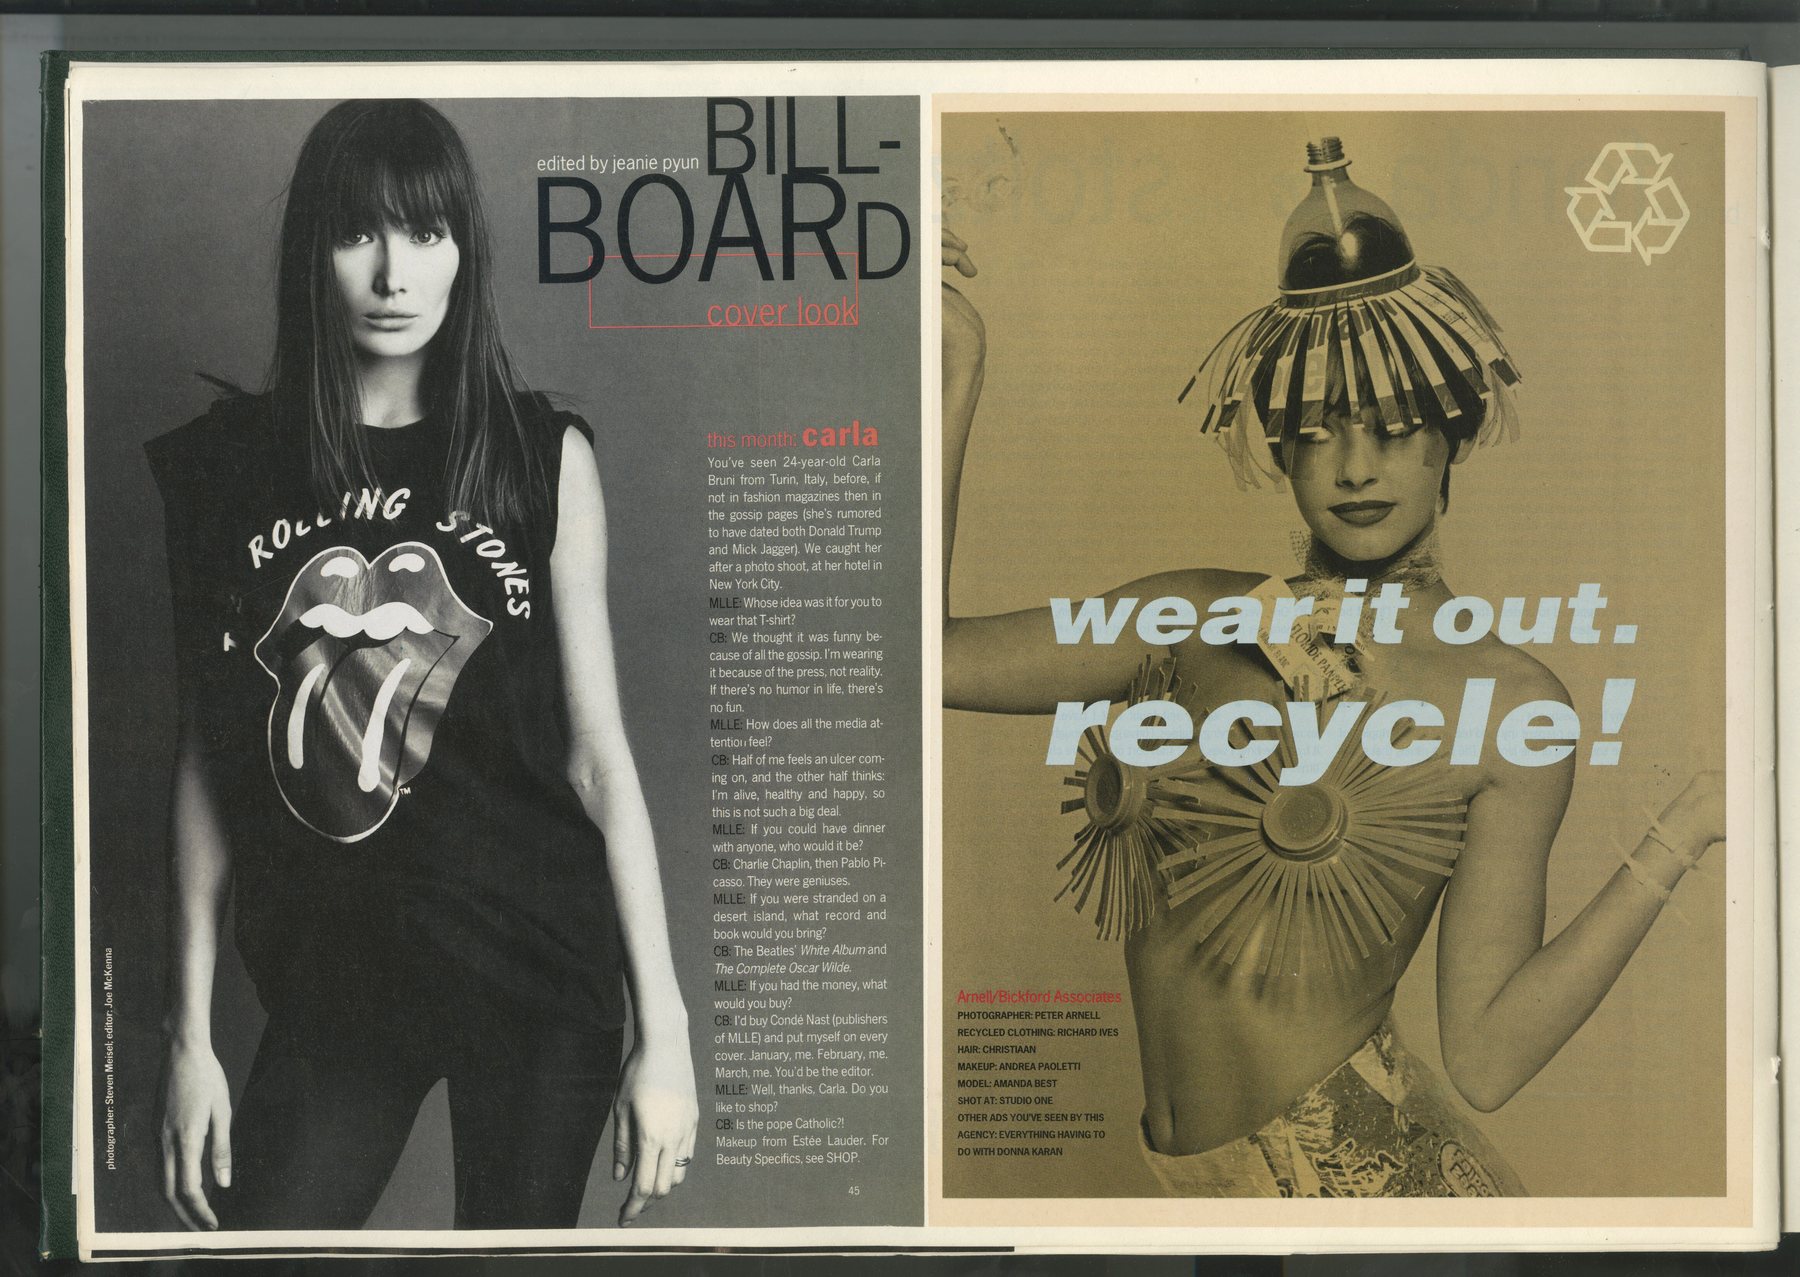 edited by jeanie pyun
BILL-
BOARD
cover look
this month: carla
You've seen 24-year-old Carla
Bruni from Turin, Italy, before, if
not in fashion magazines then in
the gossip pages (she's rumored
to have dated both Donald Trump
and Mick Jagger). We caught her
after a photo shoot, at her hotel in
New York City.
MLLE: Whose idea was it for you to
wear that T-shirt?
CB: We thought it was funny be-
cause of all the gossip. I'm wearing
it because of the press, not reality.
If there's no humor in life, there's
no fun.
MLLE: How does all the media at-
tention feel?
CB: Half of me feels an ulcer com-
ing on, and the other half thinks:
I'm alive, healthy and happy, so
this is not such a big deal.
MLLE: If you could have dinner
with anyone, who would it be?
CB: Charlie Chaplin, then Pablo Pi-
casso. They were geniuses.
MLLE: If you were stranded on a
desert island, what record and
book would you bring?
CB: The Beatles' White Album and
The Complete Oscar Wilde.
MLLE: If you had the money, what
would you buy?
CB: I'd buy Condé Nast (publishers
of MLLE) and put myself on every
cover. January, me. February, me.
March, me. You'd be the editor.
MLLE: Well, thanks, Carla. Do you
like to shop?
CB: Is the pope Catholic?!
Makeup from Estée Lauder. For
Beauty Specifics, see SHOP.
45
ROLLING STONES
TM
photographer: Steven Meisel; editor: Joe McKenna
wear it out.
recycle!
Arnell/Bickford Associates
PHOTOGRAPHER: PETER ARNELL
RECYCLED CLOTHING: RICHARD IVES
HAIR: CHRISTIAAN
MAKEUP: ANDREA PAOLETTI
MODEL: AMANDA BEST
SHOT AT: STUDIO ONE
OTHER ADS YOU'VE SEEN BY THIS
AGENCY: EVERYTHING HAVING TO
DO WITH DONNA KARAN